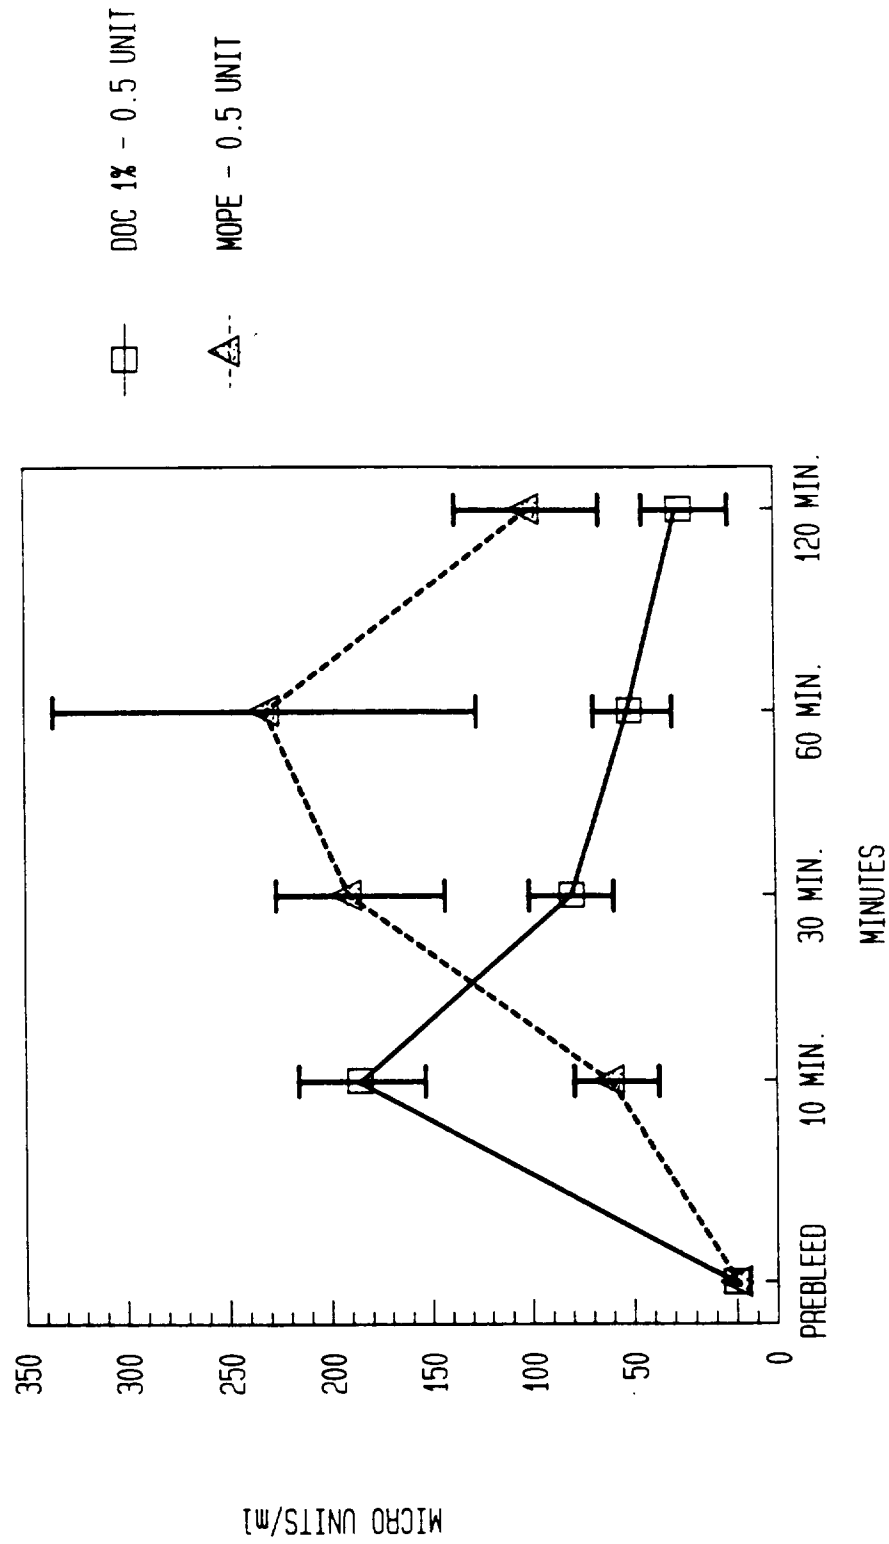 DOC 1% - 0.5 UNIT
MOPE - 0.5 UNIT
MICRO UNITS/ml
350
300
250
200
150
100
50
0
PREBLEED
10 MIN.
30 MIN.
60 MIN.
120 MIN.
MINUTES